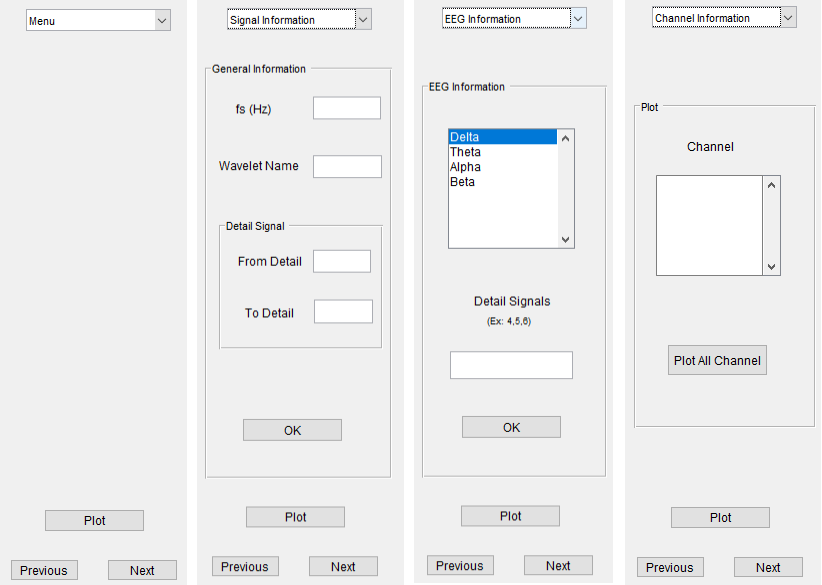 Menu
Plot
Previous
Next
Signal Information
General Information
fs (Hz)
Wavelet Name
Detail Signal
From Detail
To Detail
OK
Plot
Previous
Next
EEG Information
EEG Information
Delta
Theta
Alpha
Beta
Detail Signals
(Ex: 4,5,6)
OK
Plot
Previous
Next
Channel Information
Plot
Channel
Plot All Channel
Plot
Previous
Next